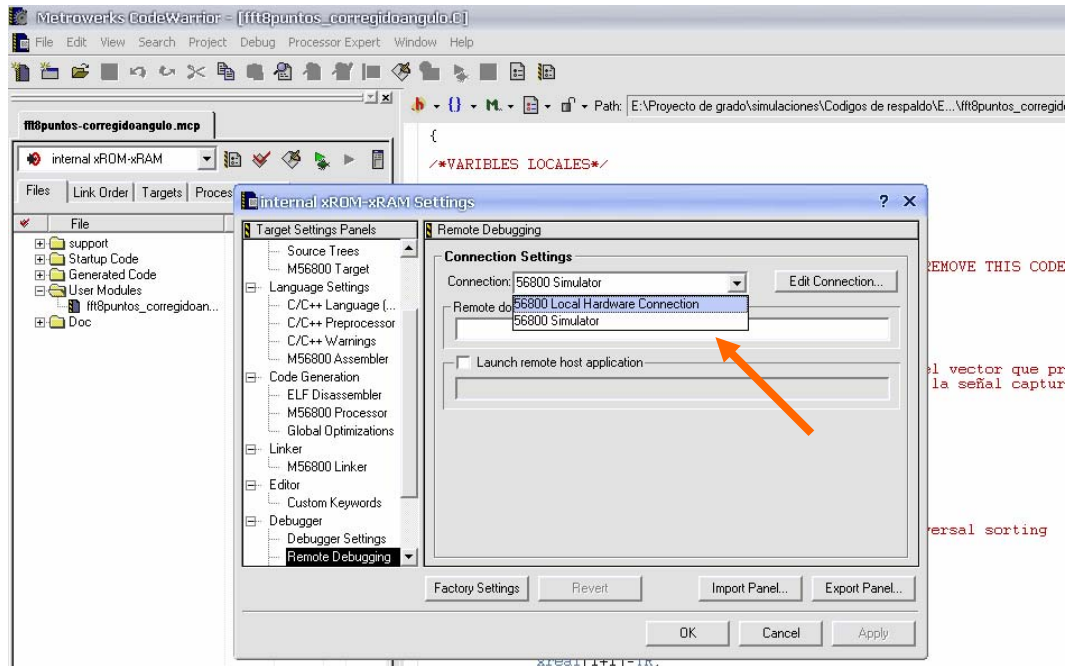 Metrowerks CodeWarrior - [fft8puntos_corregidoangulo.C]
File Edit View Search Project Debug Processor Expert Window Help
Path: E:\Proyecto de grado\simulaciones\Codigos de respaldo\E...\fft8puntos_corregid
fft8puntos-corregidoangulo.mcp
{
internal xROM-xRAM
/*VARIBLES LOCALES*/
Files Link Order Targets Proces
internal xROM-xRAM Settings
File
support
Startup Code
Generated Code
User Modules
fft8puntos_corregidoan...
Doc
Target Settings Panels
Source Trees
M56800 Target
Language Settings
C/C++ Language (...
C/C++ Preprocessor
C/C++ Warnings
M56800 Assembler
Code Generation
ELF Disassembler
M56800 Processor
Global Optimizations
Linker
M56800 Linker
Editor
Custom Keywords
Debugger
Debugger Settings
Remote Debugging
Remote Debugging
Connection Settings
Connection: 56800 Simulator Edit Connection...
56800 Local Hardware Connection
56800 Simulator
Remote do
Launch remote host application
Factory Settings Revert Import Panel... Export Panel...
OK Cancel Apply
REMOVE THIS CODE
el vector que pr
la señal captur
versal sorting